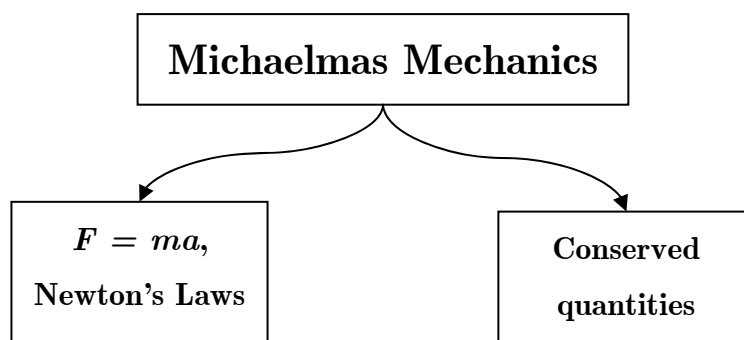 Michaelmas Mechanics
F = ma,
Newton's Laws
Conserved
quantities